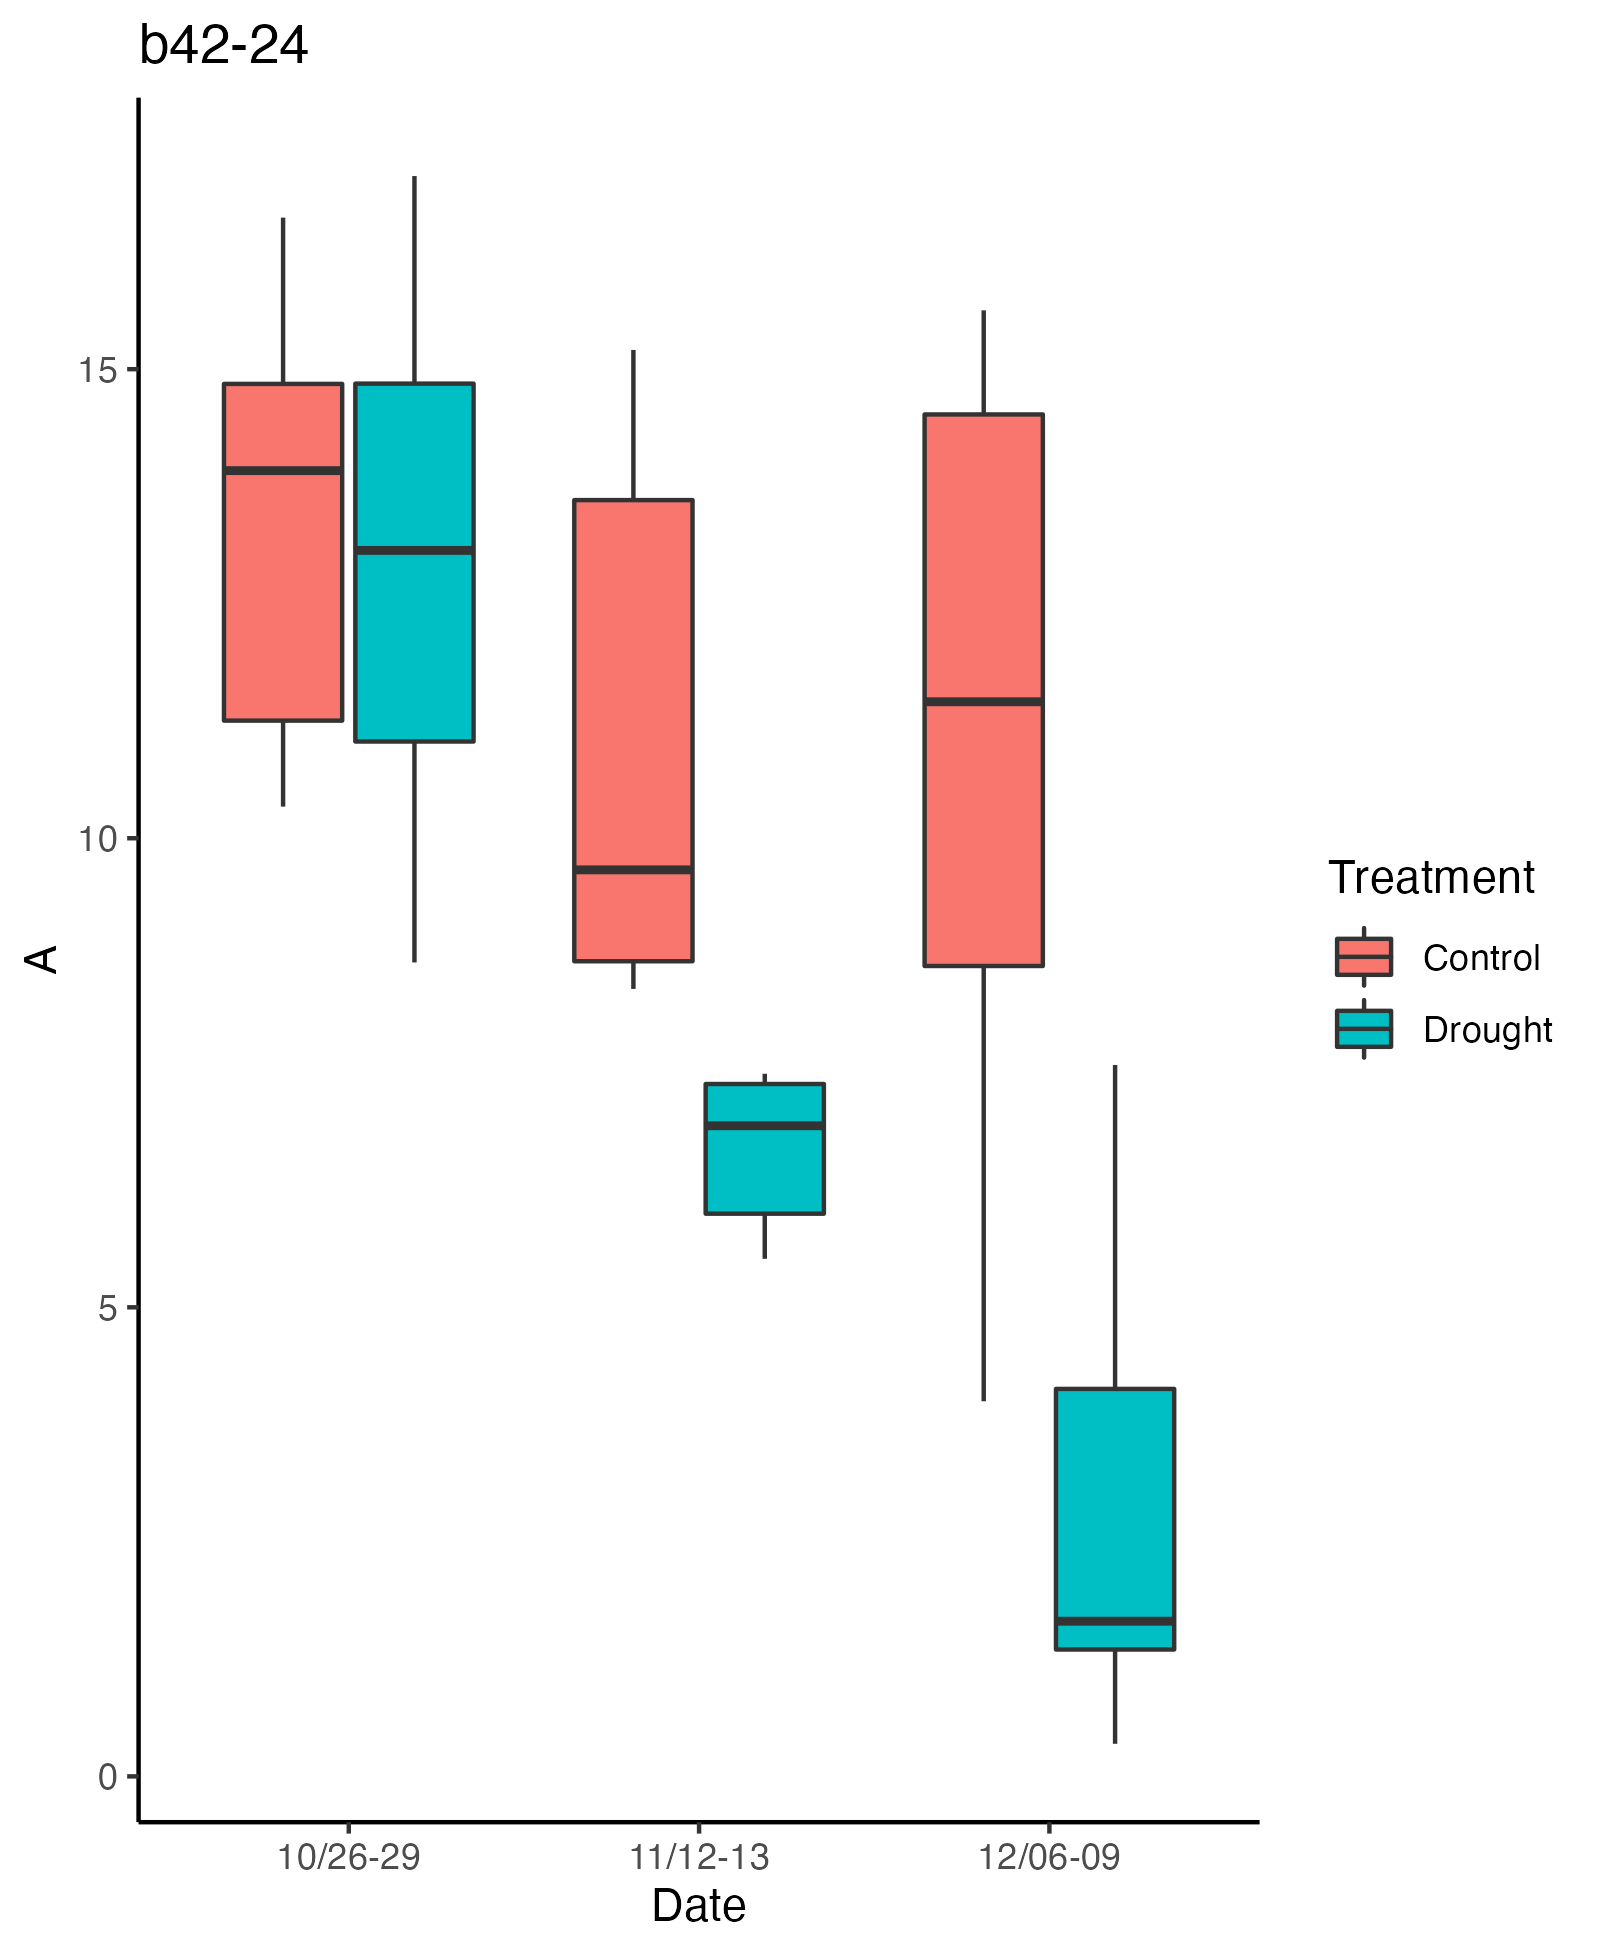 b42-24
15
10
5
0
A
10/26-29
11/12-13
12/06-09
Date
Treatment
Control
Drought